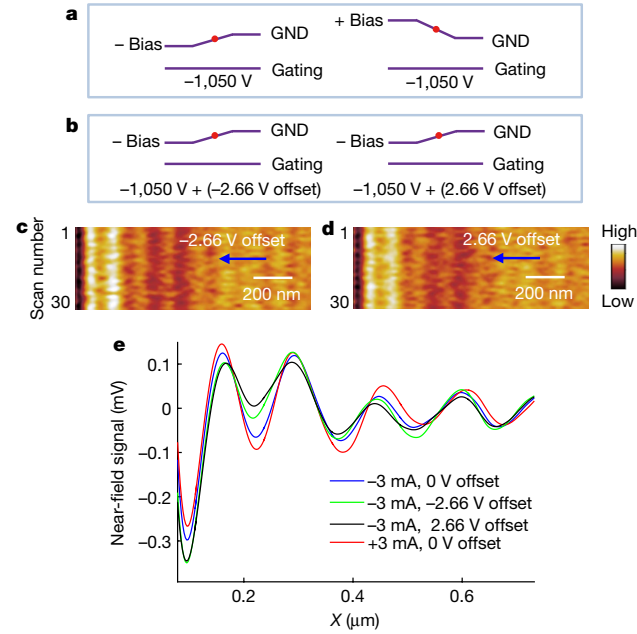 a
− Bias GND + Bias GND
Gating Gating
−1,050 V −1,050 V
b
− Bias GND − Bias GND
Gating Gating
−1,050 V + (−2.66 V offset) −1,050 V + (2.66 V offset)
c d
Scan number
1 −2.66 V offset 1 2.66 V offset High
30 200 nm 30 200 nm Low
e
Near-field signal (mV)
0.1
0
−0.1
−0.2
−0.3
−3 mA, 0 V offset
−3 mA, −2.66 V offset
−3 mA, 2.66 V offset
+3 mA, 0 V offset
0.2 0.4 0.6
X (μm)